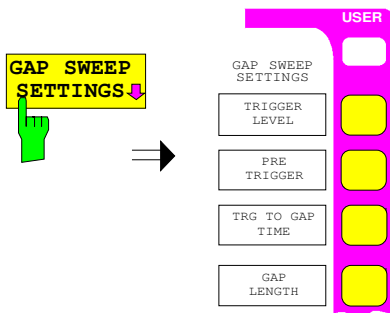 USER
GAP SWEEP
SETTINGS
GAP SWEEP
SETTINGS
TRIGGER
LEVEL
PRE
TRIGGER
TRG TO GAP
TIME
GAP
LENGTH